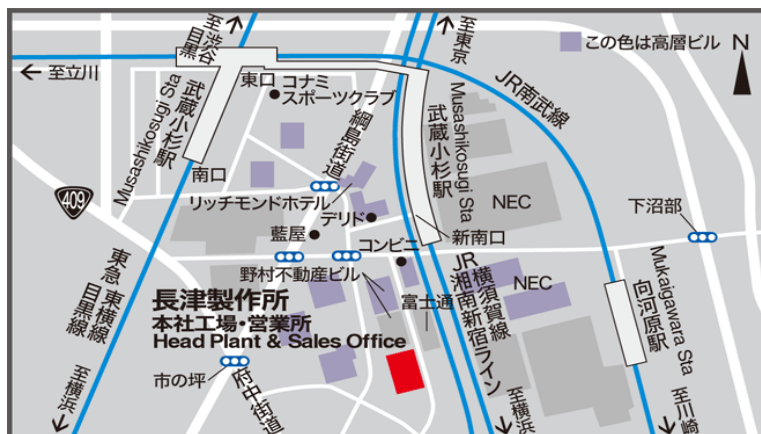 至渋谷
目黒
至東京
この色は高層ビル
N
至立川
東口
コナミ
スポーツクラブ
JR南武線
武蔵小杉駅
Musashikosugi Sta
綱島街道
武蔵小杉駅
Musashikosugi Sta
南口
409
リッチモンドホテル
デリド
NEC
下沼部
藍屋
コンビニ
新南口
野村不動産ビル
NEC
富士通
東急 東横線
目黒線
長津製作所
本社工場・営業所
Head Plant & Sales Office
JR 横須賀線
湘南新宿ライン
向河原駅
Mukaigawara Sta
市の坪
府中街道
至横浜
至横浜
至川崎